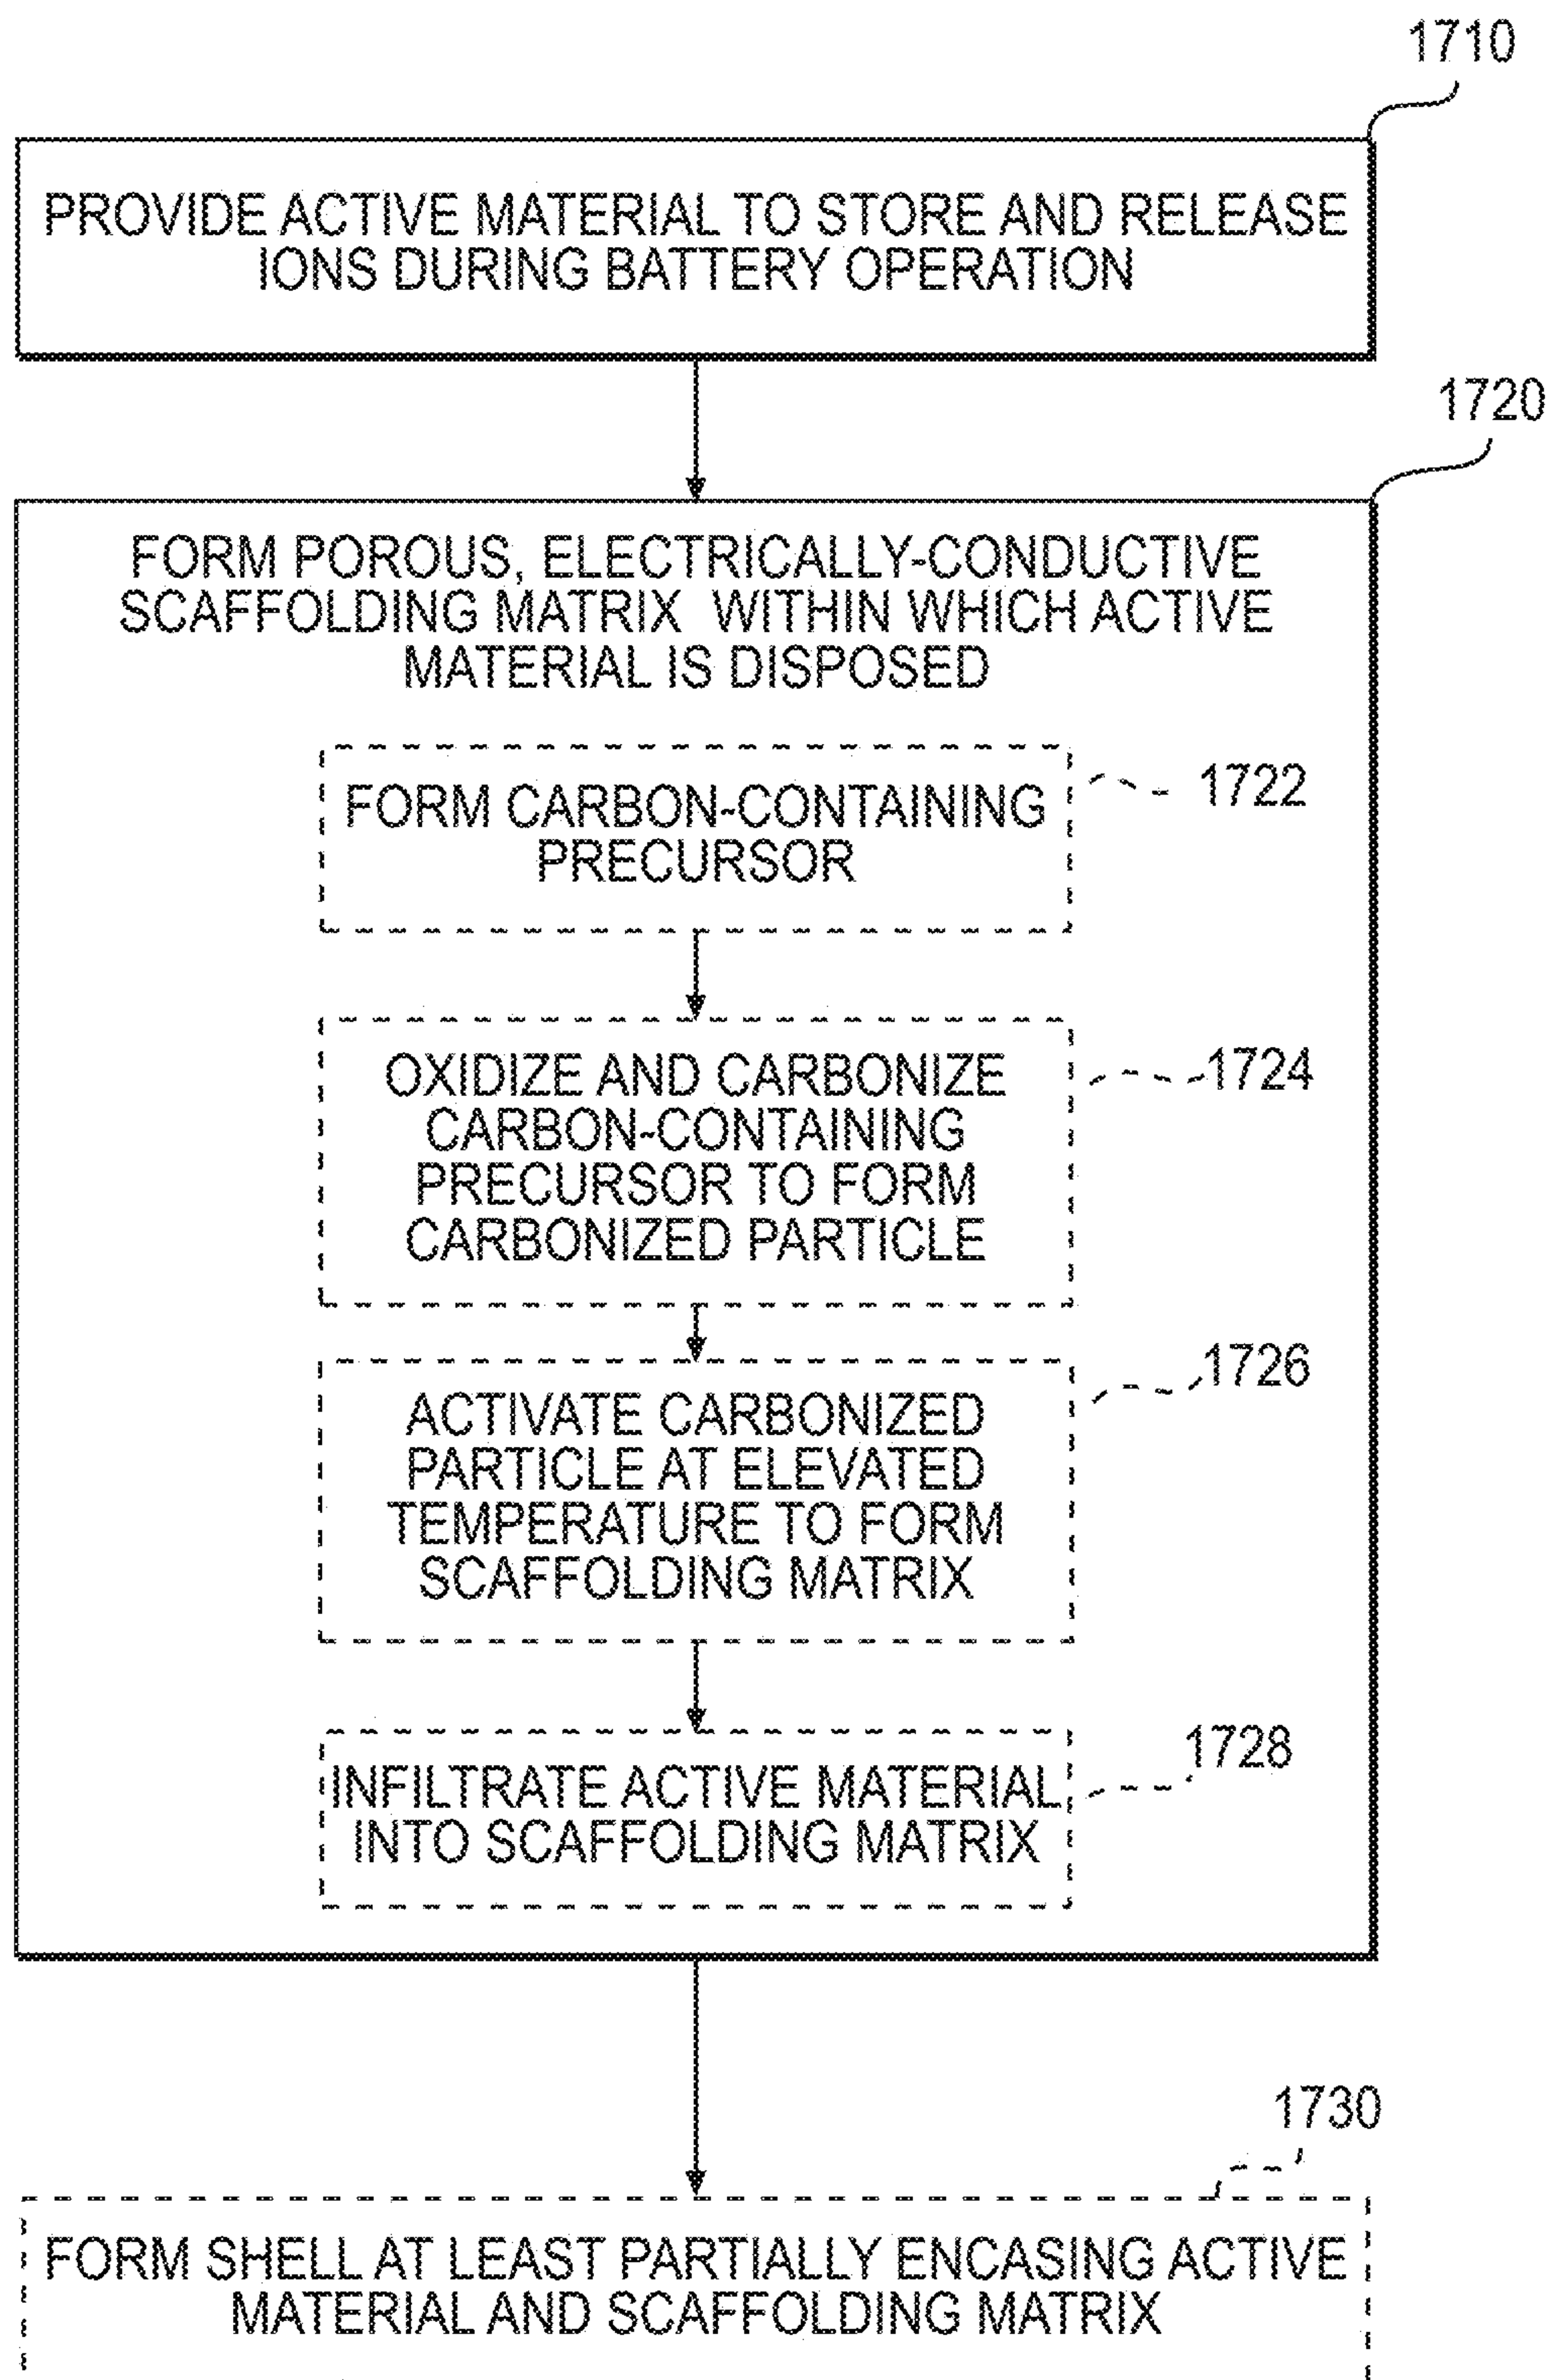 1710
PROVIDE ACTIVE MATERIAL TO STORE AND RELEASE
IONS DURING BATTERY OPERATION
1720
FORM POROUS, ELECTRICALLY-CONDUCTIVE
SCAFFOLDING MATRIX WITHIN WHICH ACTIVE
MATERIAL IS DISPOSED
FORM CARBON-CONTAINING
PRECURSOR
1722
OXIDIZE AND CARBONIZE
CARBON-CONTAINING
PRECURSOR TO FORM
CARBONIZED PARTICLE
1724
ACTIVATE CARBONIZED
PARTICLE AT ELEVATED
TEMPERATURE TO FORM
SCAFFOLDING MATRIX
1726
INFILTRATE ACTIVE MATERIAL
INTO SCAFFOLDING MATRIX
1728
1730
FORM SHELL AT LEAST PARTIALLY ENCASING ACTIVE
MATERIAL AND SCAFFOLDING MATRIX